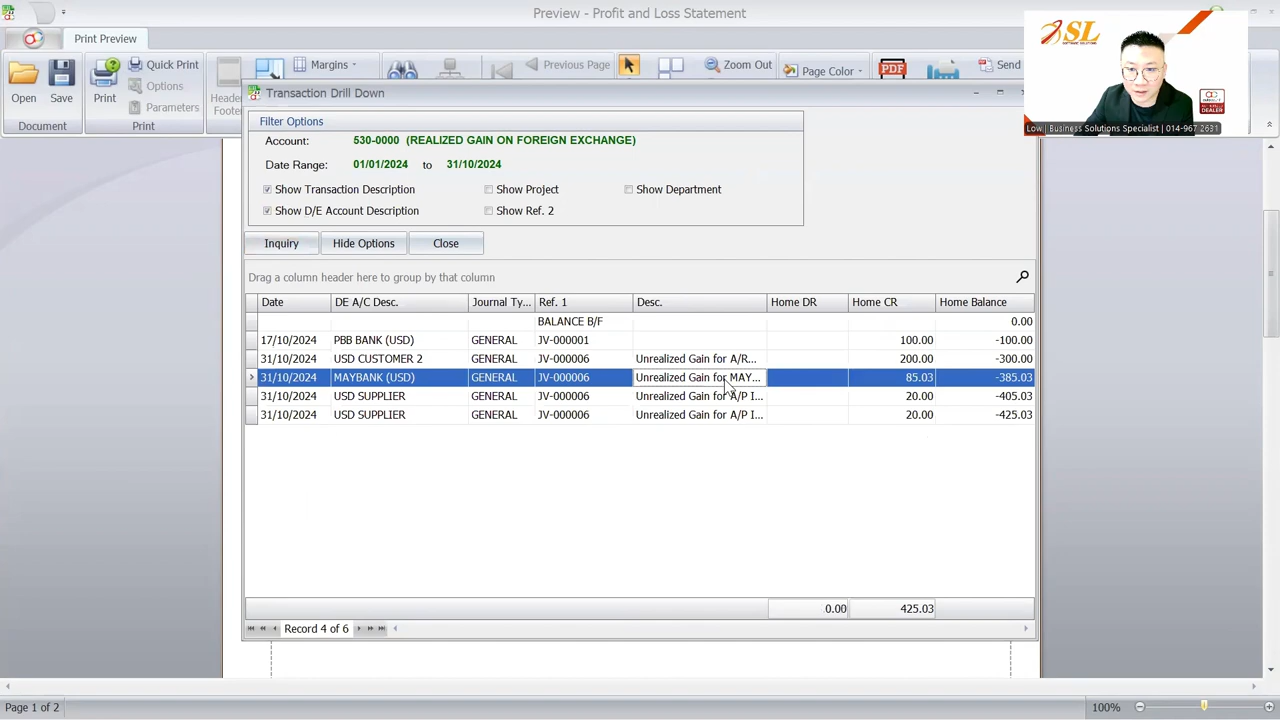 Preview - Profit and Loss Statement
Print Preview
Open
Save
Print
Quick Print
Options
Parameters
Header
Footer
Margins
Previous Page
Zoom Out
Page Color
PDF
Send
Document
Print
SL
SOFTWARE SOLUTIONS
DEALER
Low | Business Solutions Specialist | 014-967 2631
Transaction Drill Down
Filter Options
Account: 530-0000 (REALIZED GAIN ON FOREIGN EXCHANGE)
Date Range: 01/01/2024 to 31/10/2024
Show Transaction Description Show Project Show Department
Show D/E Account Description Show Ref. 2
Inquiry Hide Options Close
Drag a column header here to group by that column
Date DE A/C Desc. Journal Ty... Ref. 1 Desc. Home DR Home CR Home Balance
BALANCE B/F 0.00
17/10/2024 PBB BANK (USD) GENERAL JV-000001 100.00 -100.00
31/10/2024 USD CUSTOMER 2 GENERAL JV-000006 Unrealized Gain for A/R... 200.00 -300.00
31/10/2024 MAYBANK (USD) GENERAL JV-000006 Unrealized Gain for MAY... 85.03 -385.03
31/10/2024 USD SUPPLIER GENERAL JV-000006 Unrealized Gain for A/P I... 20.00 -405.03
31/10/2024 USD SUPPLIER GENERAL JV-000006 Unrealized Gain for A/P I... 20.00 -425.03
0.00 425.03
Record 4 of 6
Page 1 of 2 100%